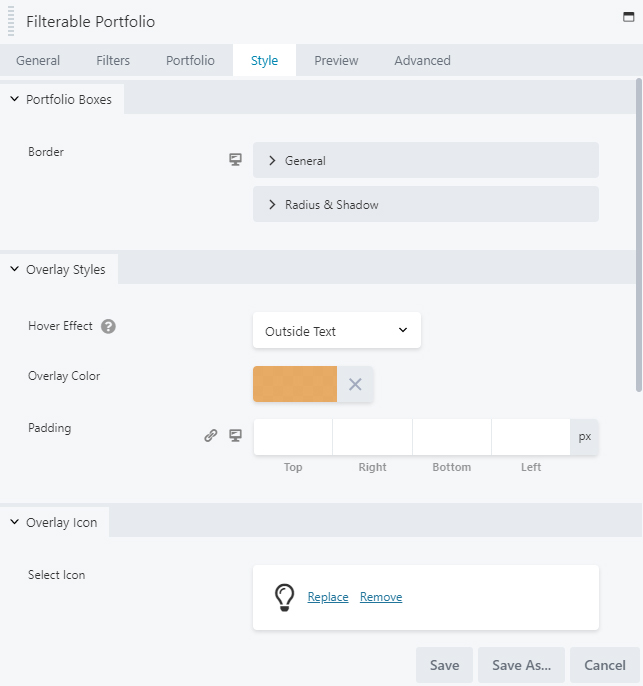 Filterable Portfolio
General Filters Portfolio Style Preview Advanced
Portfolio Boxes
Border
General
Radius & Shadow
Overlay Styles
Hover Effect ?
Outside Text
Overlay Color
Padding
px
Top Right Bottom Left
Overlay Icon
Select Icon
Replace Remove
Save Save As... Cancel